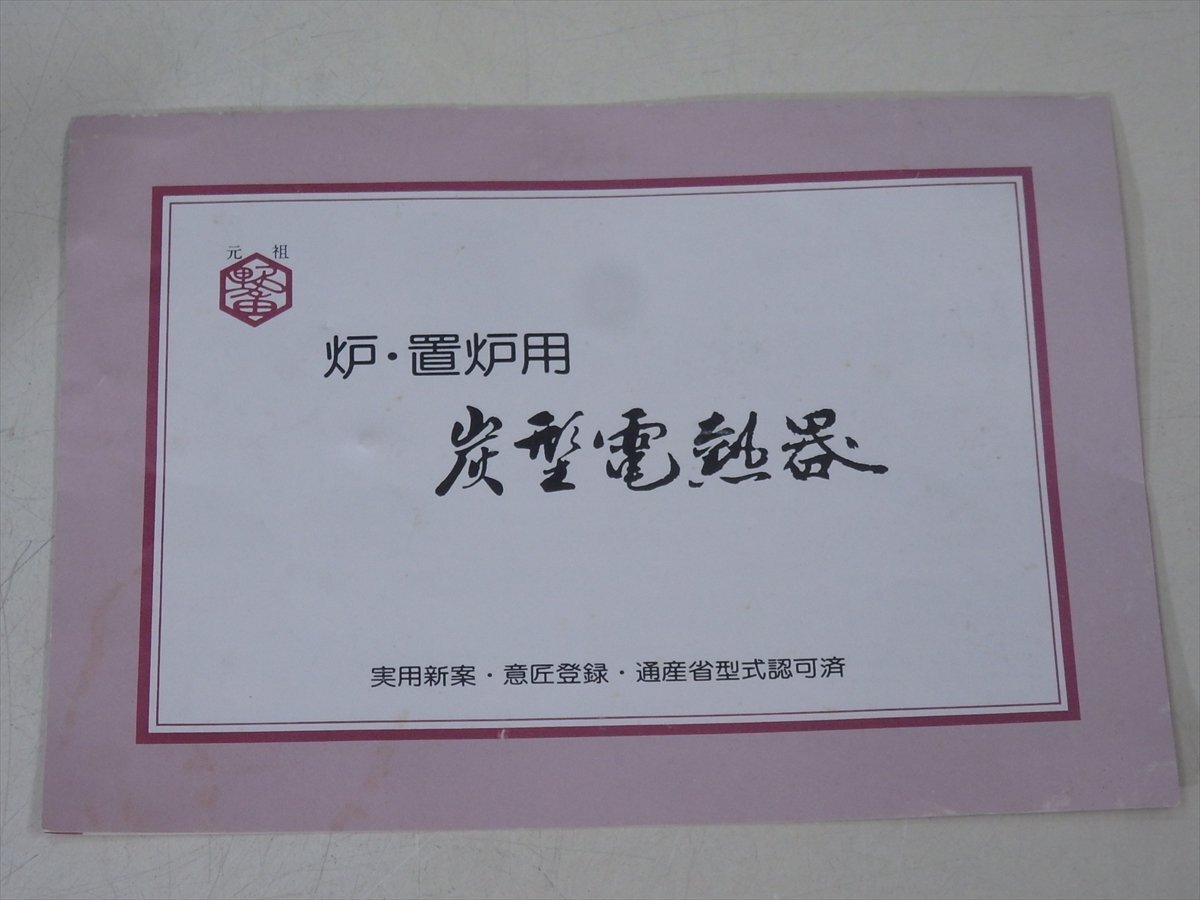 元祖
炉・置炉用
炭型電熱器
実用新案・意匠登録・通産省型式認可済